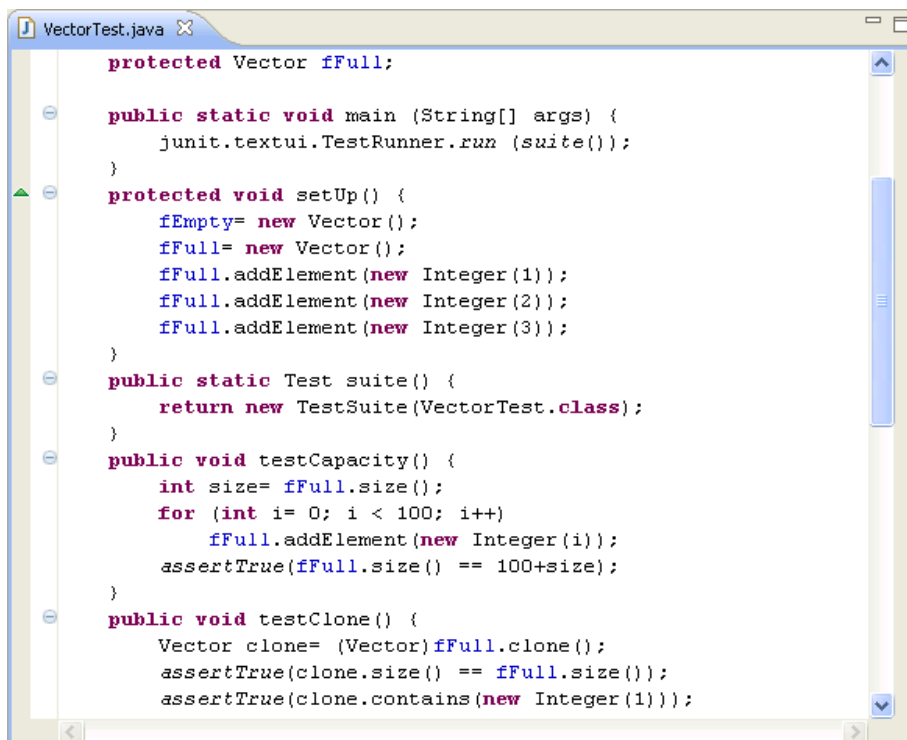 VectorTest.java
protected Vector fFull;
public static void main (String[] args) {
junit.textui.TestRunner.run (suite());
}
protected void setUp() {
fEmpty= new Vector();
fFull= new Vector();
fFull.addElement(new Integer(1));
fFull.addElement(new Integer(2));
fFull.addElement(new Integer(3));
}
public static Test suite() {
return new TestSuite(VectorTest.class);
}
public void testCapacity() {
int size= fFull.size();
for (int i= 0; i < 100; i++)
fFull.addElement(new Integer(i));
assertTrue(fFull.size() == 100+size);
}
public void testClone() {
Vector clone= (Vector)fFull.clone();
assertTrue(clone.size() == fFull.size());
assertTrue(clone.contains(new Integer(1)));